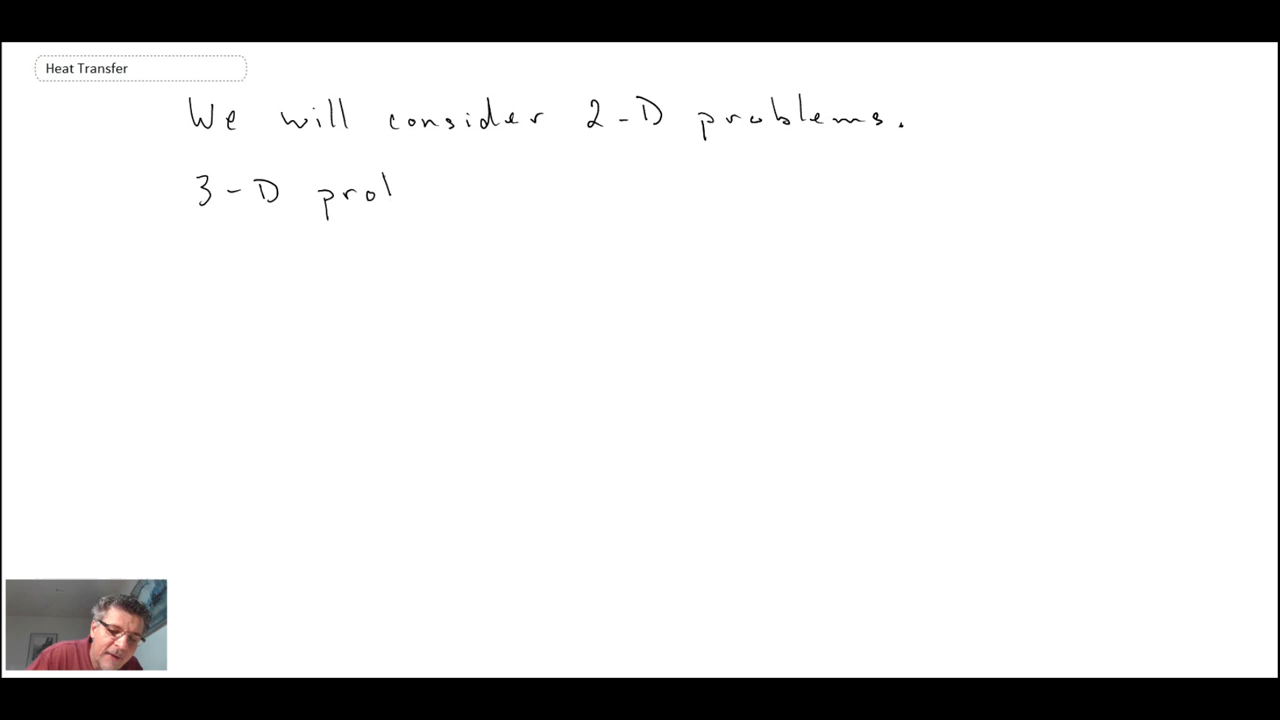 Heat Transfer
We will consider 2-D problems.
3-D prol